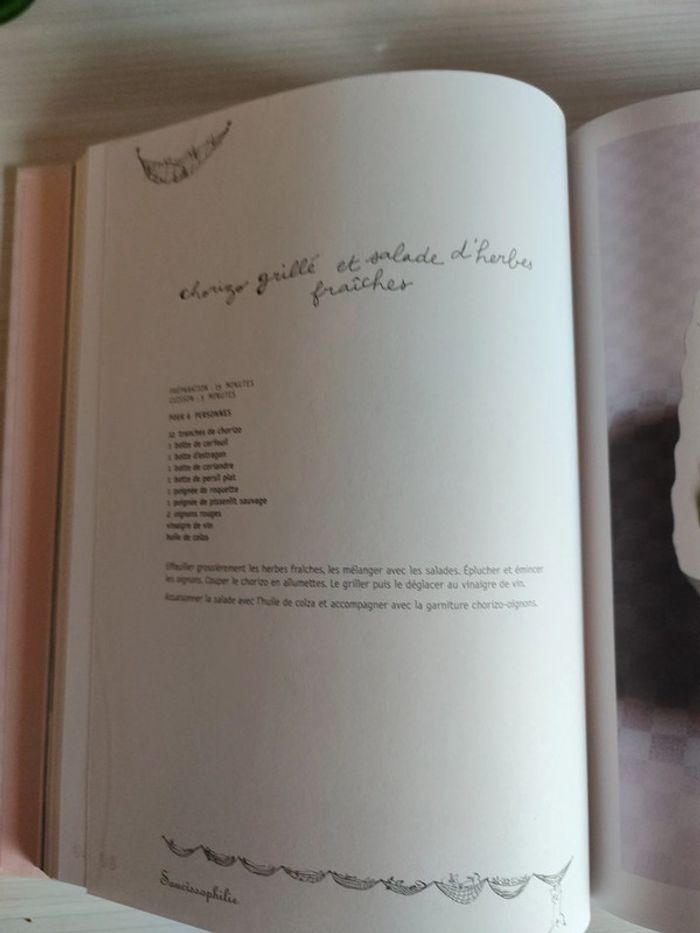 chorizo grillé et salade d'herbes
fraîches
PRÉPARATION : 15 MINUTES
CUISSON : 5 MINUTES
POUR 6 PERSONNES
12 tranches de chorizo
1 botte de cerfeuil
1 botte d'estragon
1 botte de coriandre
1 botte de persil plat
1 poignée de roquette
1 poignée de pissenlit sauvage
2 oignons rouges
vinaigre de vin
huile de colza
Effeuiller grossièrement les herbes fraîches, les mélanger avec les salades. Éplucher et émincer
les oignons. Couper le chorizo en allumettes. Le griller puis le déglacer au vinaigre de vin.
Assaisonner la salade avec l'huile de colza et accompagner avec la garniture chorizo-oignons.
Saucissophilie